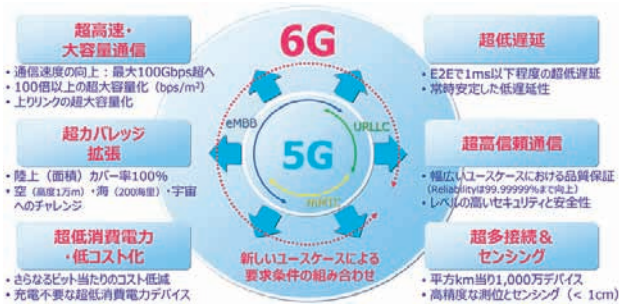 超高速・
大容量通信
・通信速度の向上：最大100Gbps超へ
・100倍以上の超大容量化（bps/m²）
・上りリンクの超大容量化
超カバレッジ
拡張
・陸上（面積）カバー率100%
・空（高度1万m）・海（200海里）・宇宙
へのチャレンジ
超低消費電力
・低コスト化
・さらなるビット当たりのコスト低減
・充電不要な超低消費電力デバイス
6G
eMBB
URLLC
5G
mMTC
新しいユースケースによる
要求条件の組み合わせ
超低遅延
・E2Eで1ms以下程度の超低遅延
・常時安定した低遅延性
超高信頼通信
・幅広いユースケースにおける品質保証
(Reliabilityは99.99999%まで向上)
・レベルの高いセキュリティと安全性
超多接続&
センシング
・平方km当り1,000万デバイス
・高精度な測位とセンシング（< 1cm）